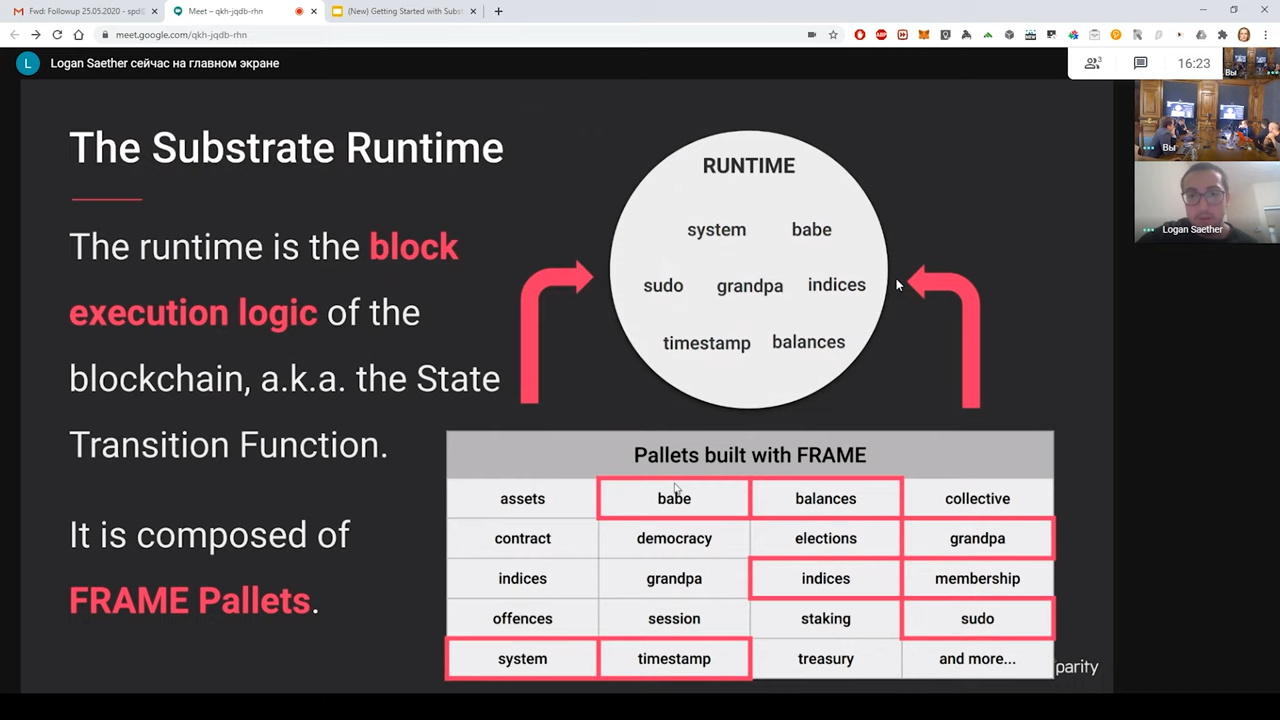 Fwd: Followup 25.05.2020 - spd@
Meet – qkh-jqdb-rhn
(New) Getting Started with Subst
meet.google.com/qkh-jqdb-rhn
L
Logan Saether сейчас на главном экране
3
16:23
Вы
Вы
Logan Saether
The Substrate Runtime
The runtime is the block
execution logic of the
blockchain, a.k.a. the State
Transition Function.
It is composed of
FRAME Pallets.
RUNTIME
system babe
sudo grandpa indices
timestamp balances
Pallets built with FRAME
assets babe balances collective
contract democracy elections grandpa
indices grandpa indices membership
offences session staking sudo
system timestamp treasury and more...
parity